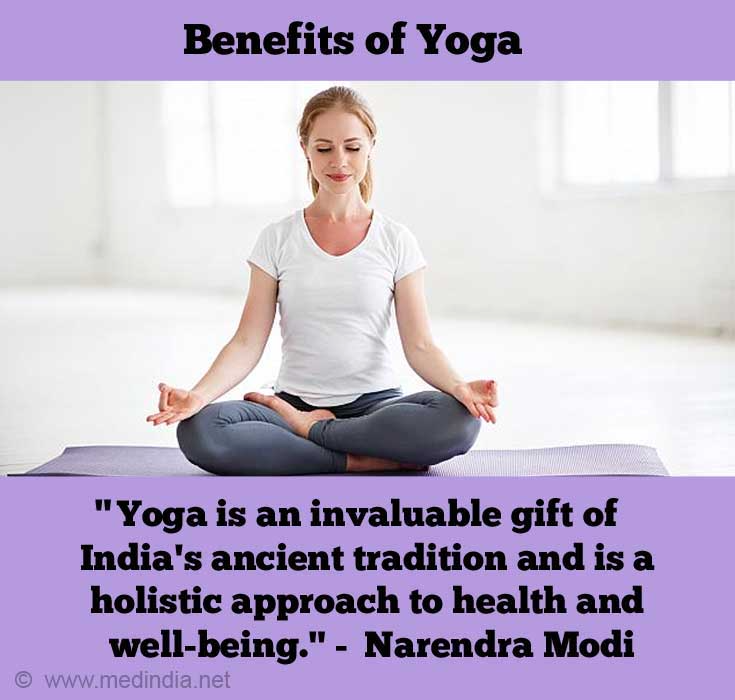 Benefits of Yoga
"Yoga is an invaluable gift of
India's ancient tradition and is a
holistic approach to health and
well-being." - Narendra Modi
© www.medindia.net